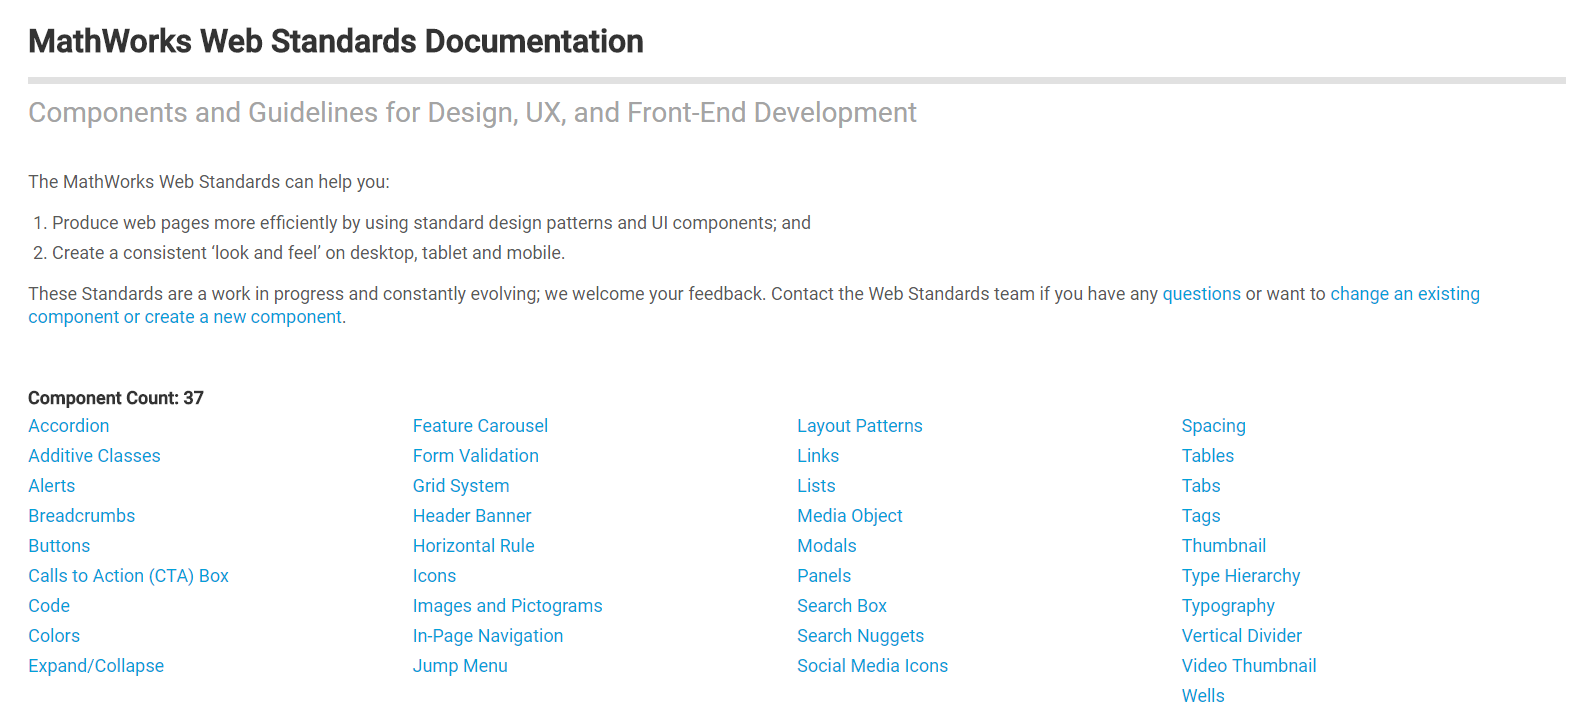 MathWorks Web Standards Documentation
Components and Guidelines for Design, UX, and Front-End Development
The MathWorks Web Standards can help you:
1. Produce web pages more efficiently by using standard design patterns and UI components; and
2. Create a consistent ‘look and feel’ on desktop, tablet and mobile.
These Standards are a work in progress and constantly evolving; we welcome your feedback. Contact the Web Standards team if you have any questions or want to change an existing
component or create a new component.
Component Count: 37
Accordion
Additive Classes
Alerts
Breadcrumbs
Buttons
Calls to Action (CTA) Box
Code
Colors
Expand/Collapse
Feature Carousel
Form Validation
Grid System
Header Banner
Horizontal Rule
Icons
Images and Pictograms
In-Page Navigation
Jump Menu
Layout Patterns
Links
Lists
Media Object
Modals
Panels
Search Box
Search Nuggets
Social Media Icons
Spacing
Tables
Tabs
Tags
Thumbnail
Type Hierarchy
Typography
Vertical Divider
Video Thumbnail
Wells